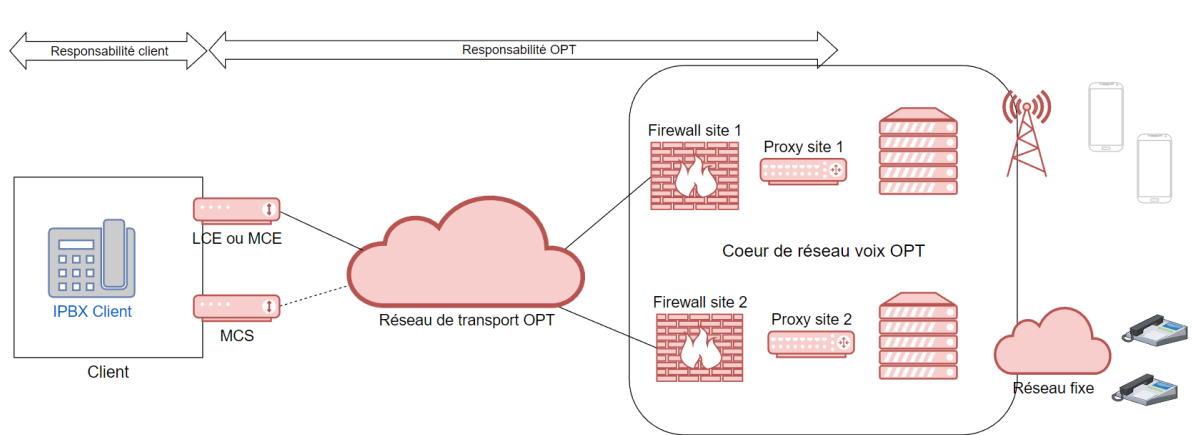 Responsabilité client
Responsabilité OPT
Firewall site 1
Proxy site 1
LCE ou MCE
Coeur de réseau voix OPT
IPBX Client
Firewall site 2
Réseau de transport OPT
Proxy site 2
MCS
Client
Réseau fixe